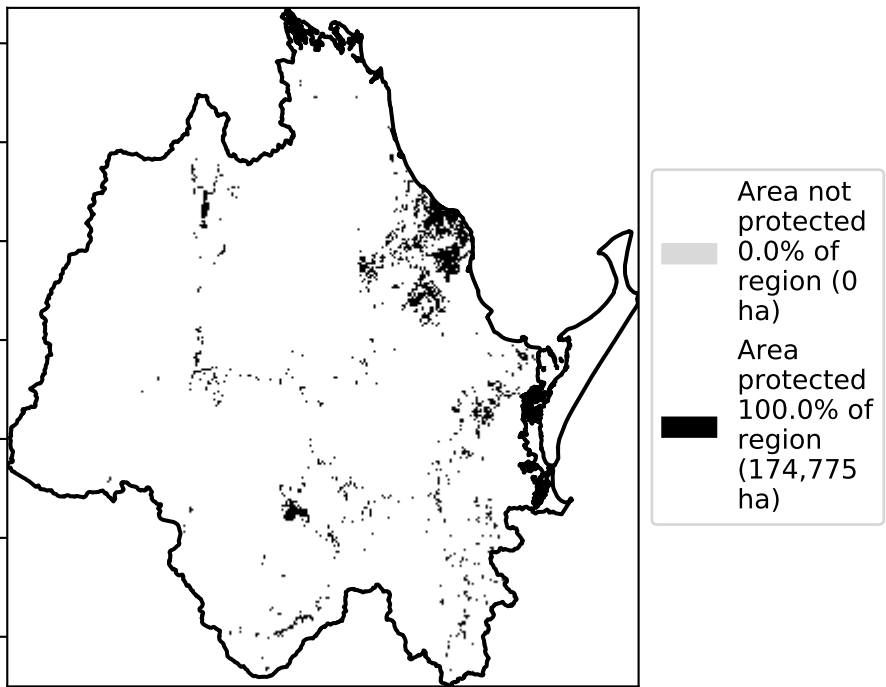 Area not
protected
0.0% of
region (0
ha)
Area
protected
100.0% of
region
(174,775
ha)